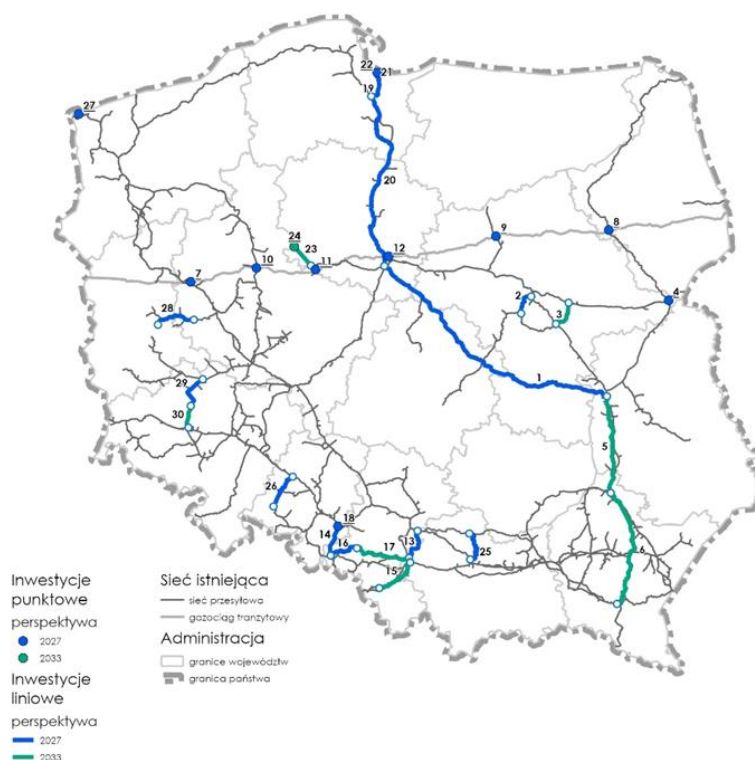 22
21
27
19
20
24
23
12
9
8
10
11
7
4
2
3
28
1
29
30
5
26
18
14
16
17
13
25
15
6
Inwestycje
punktowe
perspektywa
2027
2033
Inwestycje
liniowe
perspektywa
2027
2033
Sieć istniejąca
sieć przesyłowa
gazociąg tranzytowy
Administracja
granice województw
granica państwa